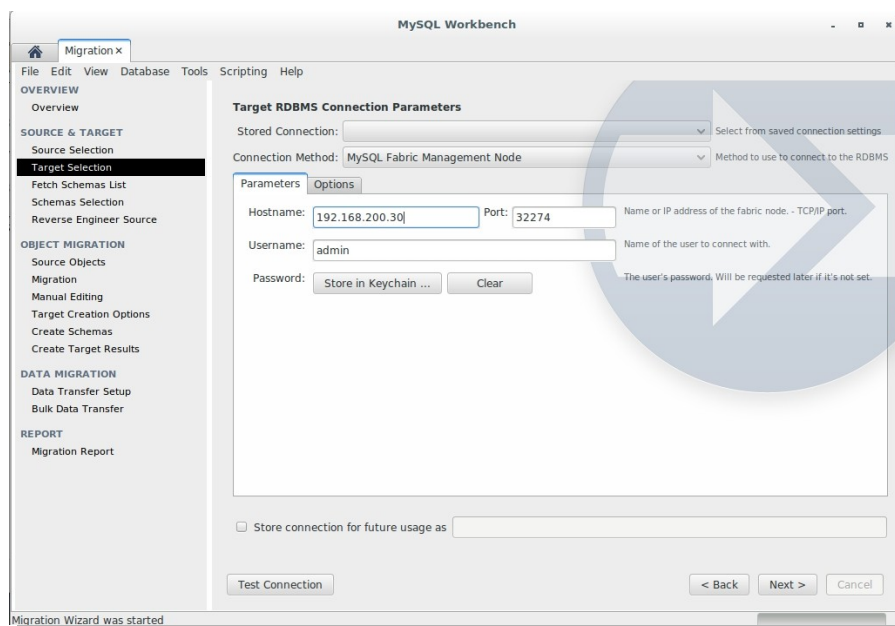 MySQL Workbench
Migration ×
File Edit View Database Tools Scripting Help
OVERVIEW
Overview
SOURCE & TARGET
Source Selection
Target Selection
Fetch Schemas List
Schemas Selection
Reverse Engineer Source
OBJECT MIGRATION
Source Objects
Migration
Manual Editing
Target Creation Options
Create Schemas
Create Target Results
DATA MIGRATION
Data Transfer Setup
Bulk Data Transfer
REPORT
Migration Report
Target RDBMS Connection Parameters
Stored Connection: Select from saved connection settings
Connection Method: MySQL Fabric Management Node Method to use to connect to the RDBMS
Parameters Options
Hostname: 192.168.200.30 Port: 32274 Name or IP address of the fabric node. - TCP/IP port.
Username: admin Name of the user to connect with.
Password: Store in Keychain ... Clear The user's password. Will be requested later if it's not set.
Store connection for future usage as
Test Connection < Back Next > Cancel
Migration Wizard was started